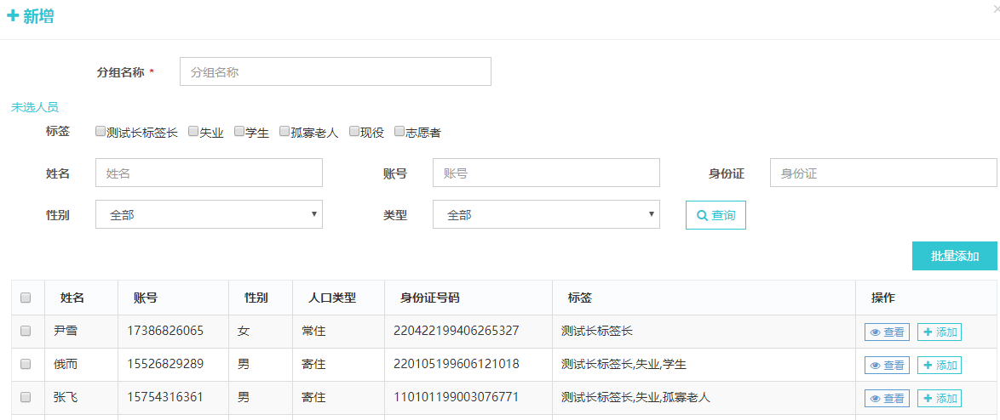 新增
×
分组名称 * 分组名称
未选人员
标签 测试长标签长 失业 学生 孤寡老人 现役 志愿者
姓名 姓名 账号 账号 身份证 身份证
性别 全部 类型 全部 查询
批量添加
姓名 账号 性别 人口类型 身份证号码 标签 操作
尹雪 17386826065 女 常住 220422199406265327 测试长标签长 查看 添加
俄而 15526829289 男 寄住 220105199606121018 测试长标签长,失业,学生 查看 添加
张飞 15754316361 男 寄住 110101199003076771 测试长标签长,失业,孤寡老人 查看 添加